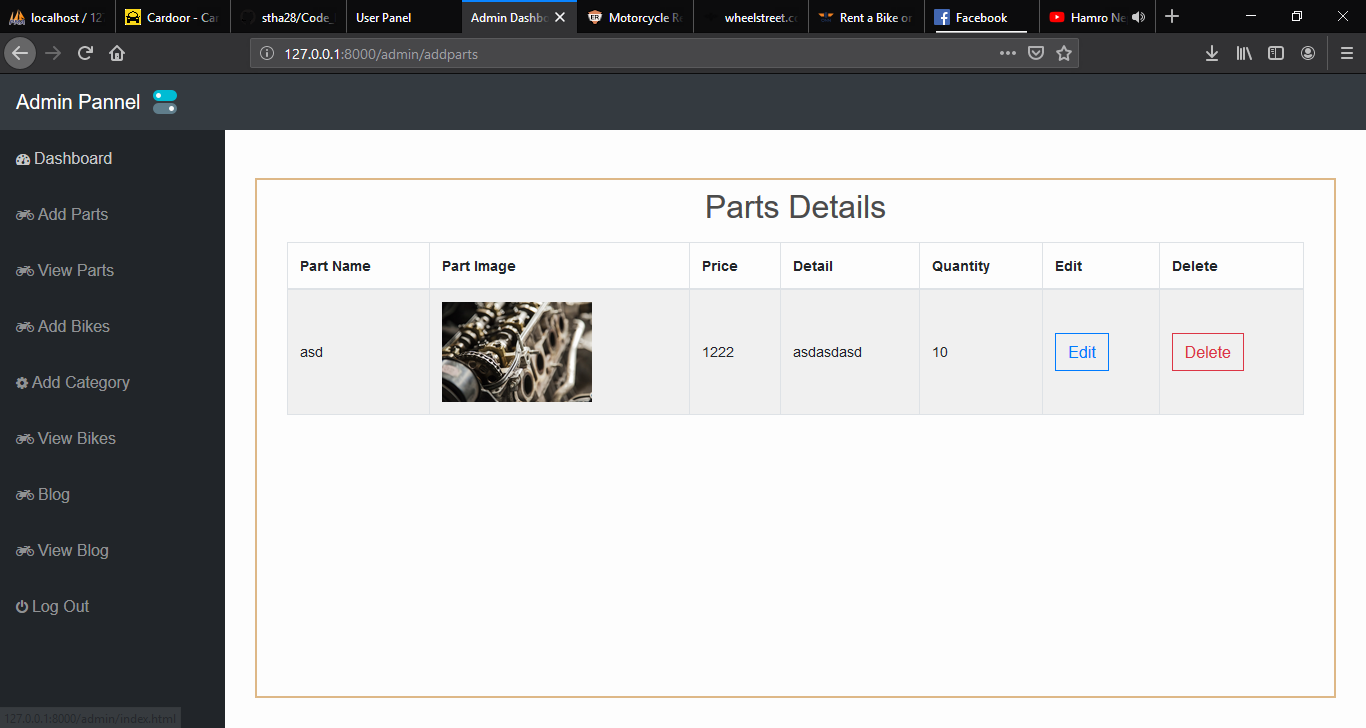 localhost / 12
Cardoor - Ca
stha28/Code_
User Panel
Admin Dashbo
Motorcycle R
wheelstreet.c
Rent a Bike or
Facebook
Hamro Ne
127.0.0.1:8000/admin/addparts
Admin Pannel
Dashboard
Add Parts
View Parts
Add Bikes
Add Category
View Bikes
Blog
View Blog
Log Out
Parts Details
Part Name Part Image Price Detail Quantity Edit Delete
asd 1222 asdasdasd 10 Edit Delete
127.0.0.1:8000/admin/index.html